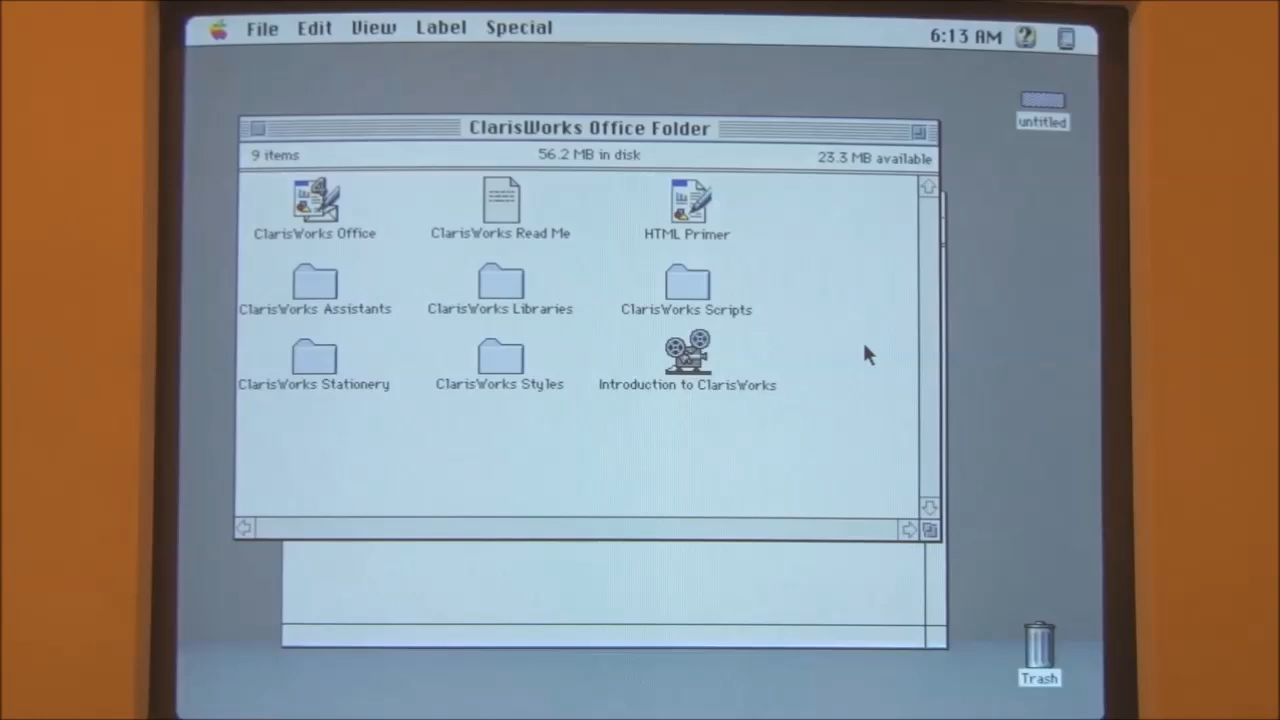 File Edit View Label Special 6:13 AM
untitled
ClarisWorks Office Folder
9 items 56.2 MB in disk 23.3 MB available
ClarisWorks Office ClarisWorks Read Me HTML Primer
ClarisWorks Assistants ClarisWorks Libraries ClarisWorks Scripts
ClarisWorks Stationery ClarisWorks Styles Introduction to ClarisWorks
Trash